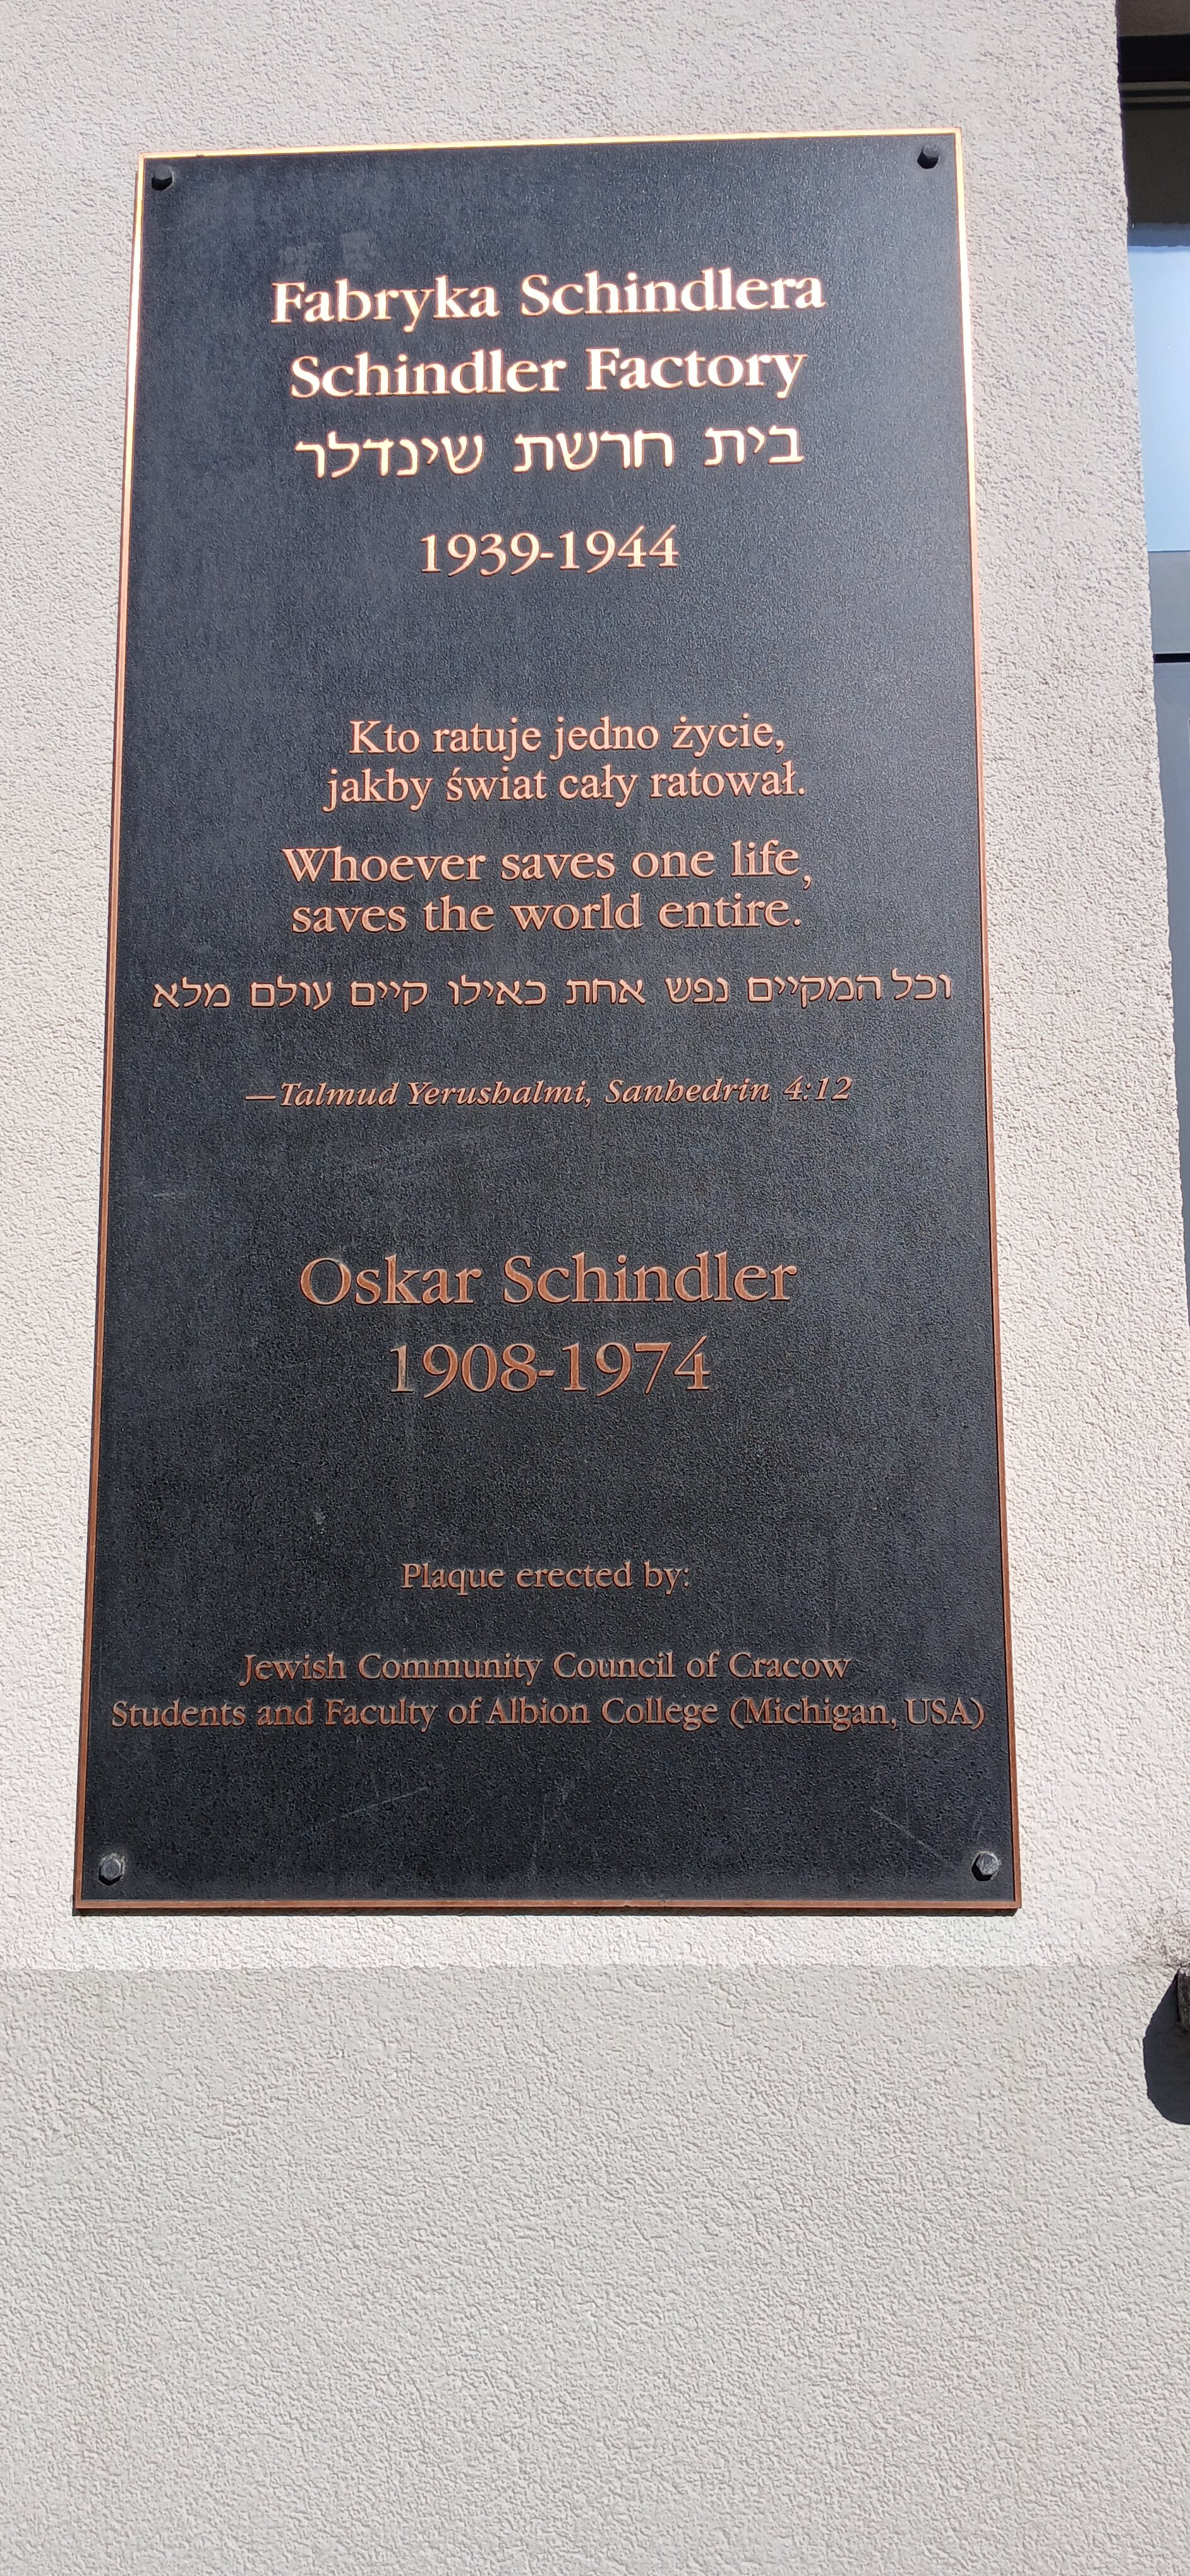 Fabryka Schindlera
Schindler Factory
בית חרשת שינדלר
1939-1944
Kto ratuje jedno życie,
jakby świat cały ratował.
Whoever saves one life,
saves the world entire.
וכל המקיים נפש אחת כאילו קיים עולם מלא
—Talmud Yerushalmi, Sanhedrin 4:12
Oskar Schindler
1908-1974
Plaque erected by:
Jewish Community Council of Cracow
Students and Faculty of Albion College (Michigan, USA)